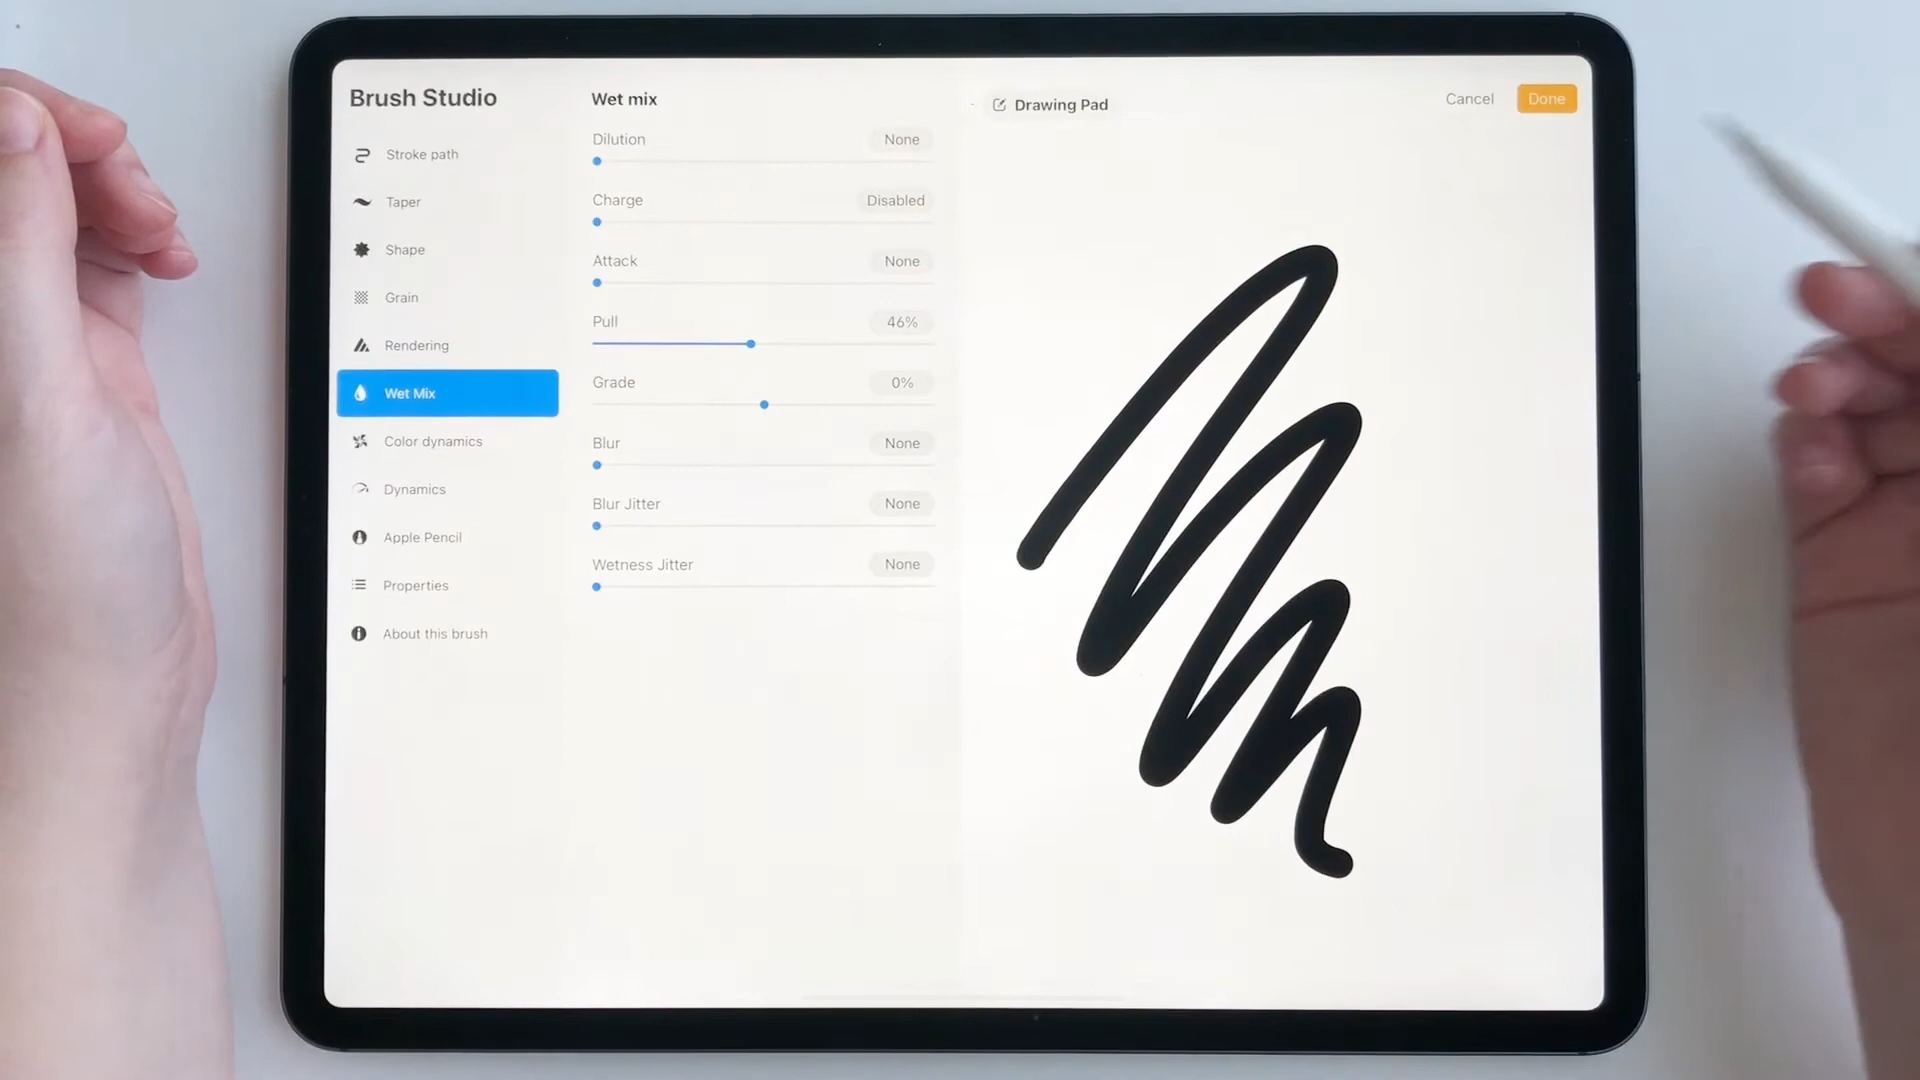 Brush Studio
Stroke path
Taper
Shape
Grain
Rendering
Wet Mix
Color dynamics
Dynamics
Apple Pencil
Properties
About this brush
Wet mix
Dilution None
Charge Disabled
Attack None
Pull 46%
Grade 0%
Blur None
Blur Jitter None
Wetness Jitter None
Drawing Pad
Cancel Done